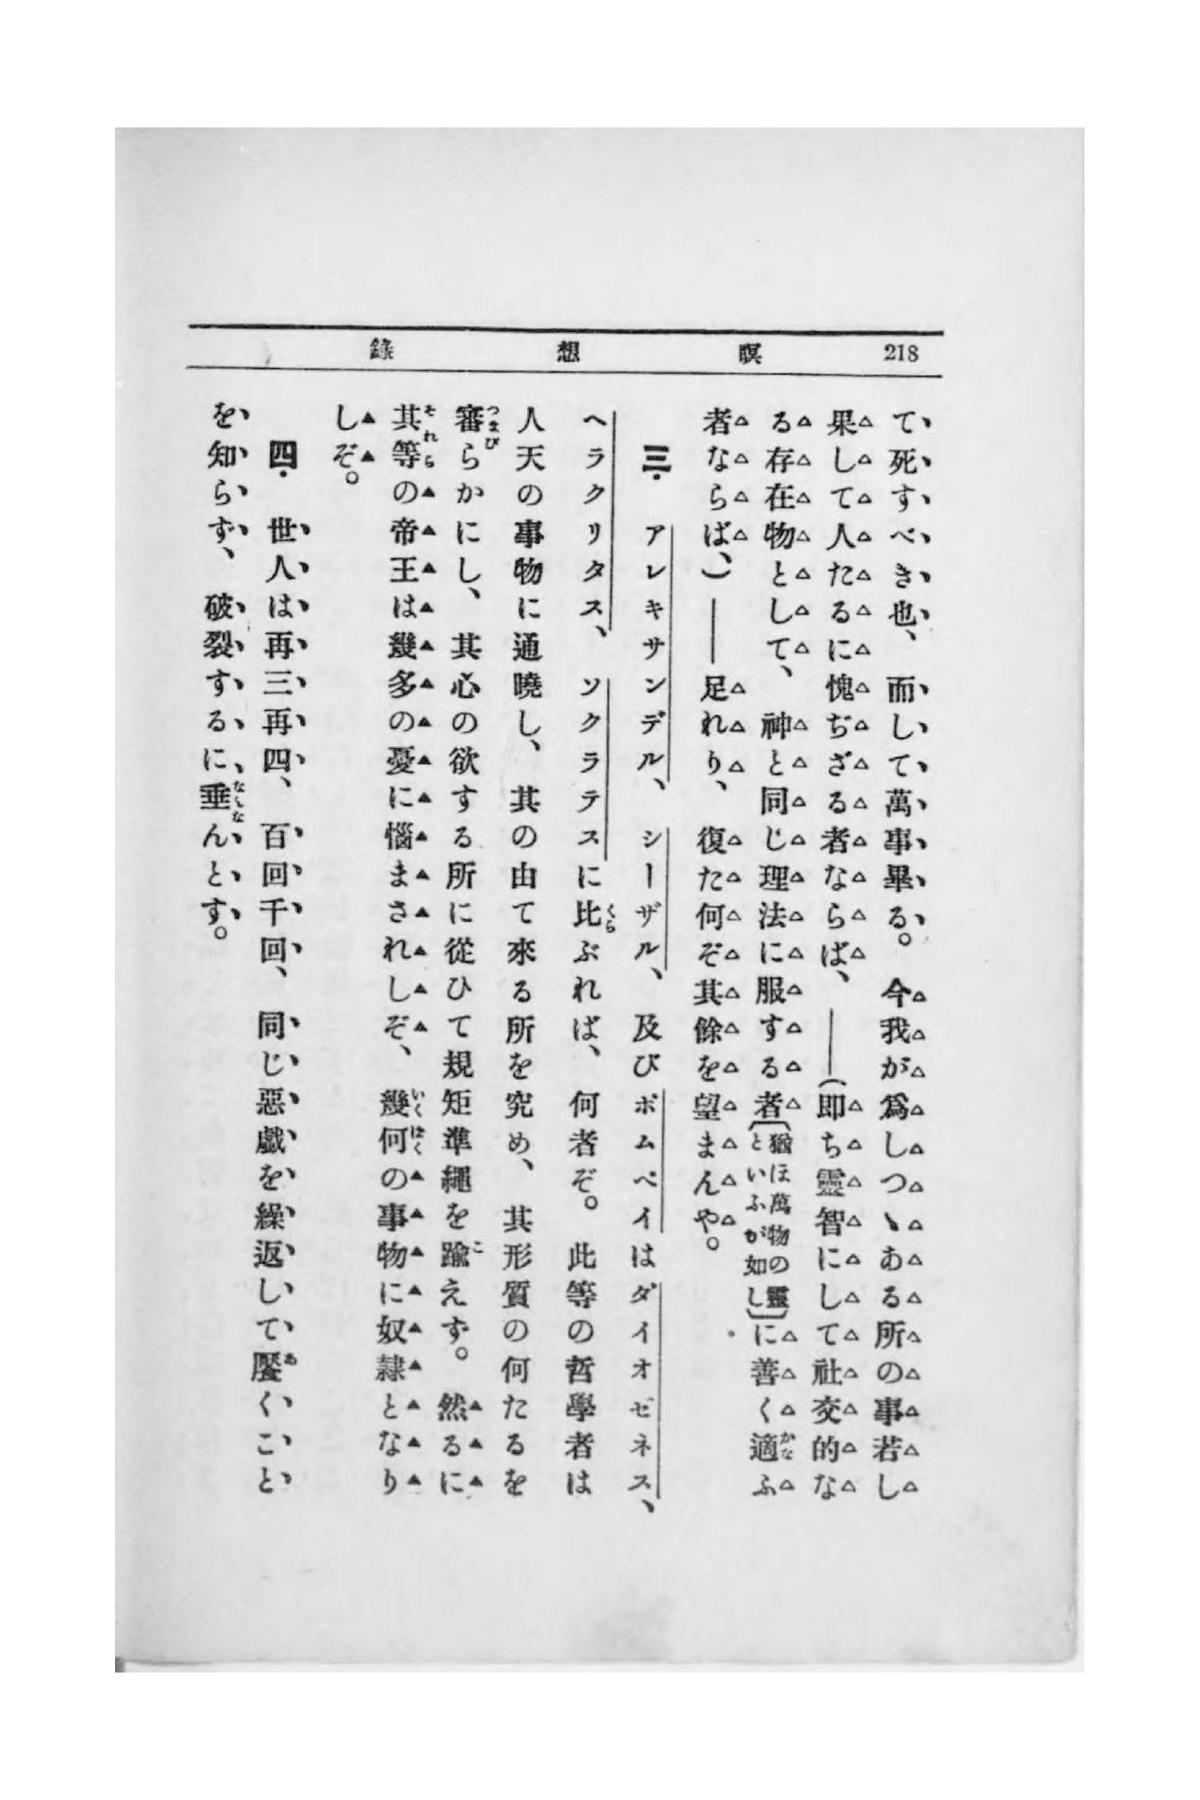 218 瞑想錄
て死すべき也、而して萬事畢る。今我が爲しつゝある所の事若し
果して人たるに愧ぢざる者ならば、――(即ち靈智にして社交的な
る存在物として、神と同じ理法に服する者〔猶ほ萬物の靈といふが如し〕に善く適ふ
者ならば、)――足れり、復た何ぞ其餘を望まんや。
三. アレキサンデル、シーザル、及びポムペイはダイオゼネス、
ヘラクリタス、ソクラテスに比ぶれば、何者ぞ。此等の哲學者は
人天の事物に通曉し、其の由て來る所を究め、其形質の何たるを
審らかにし、其心の欲する所に從ひて規矩準繩を踰えず。然るに
其等の帝王は幾多の憂に惱まされしぞ、幾何の事物に奴隸となり
しぞ。
四. 世人は再三再四、百回千回、同じ惡戲を繰返して饜くこと
を知らず、破裂するに垂んとす。